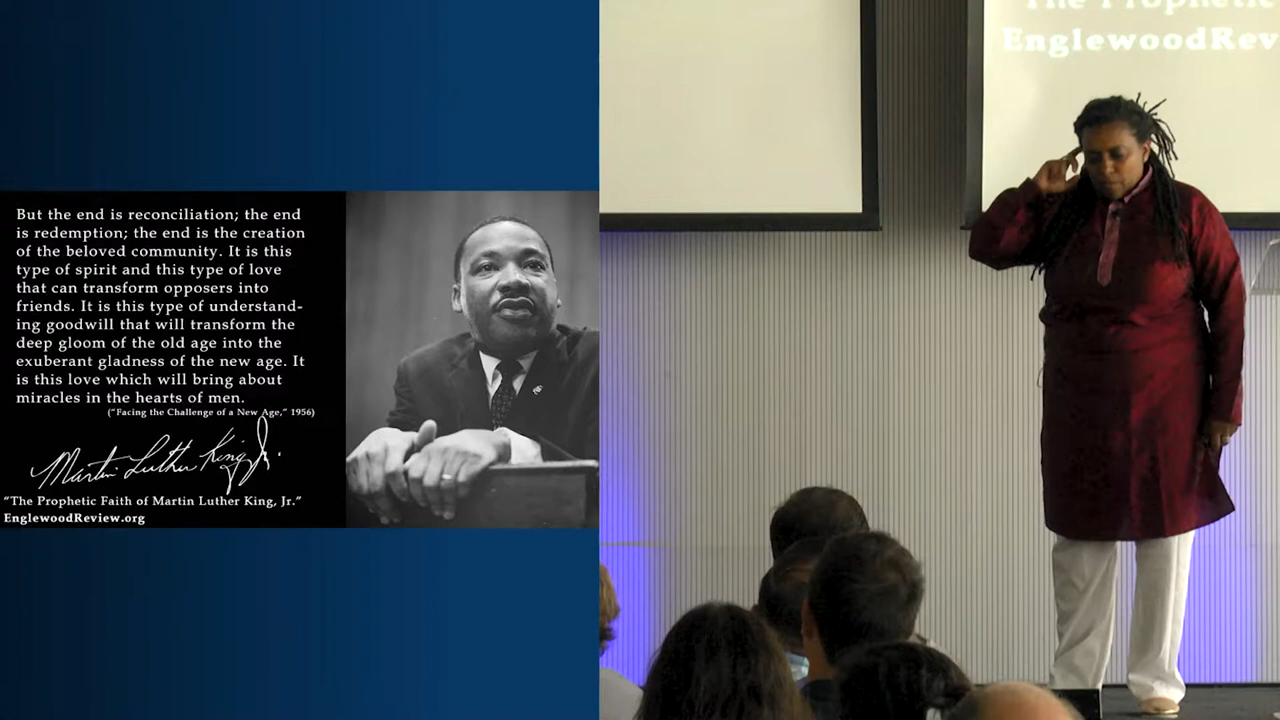 But the end is reconciliation; the end
is redemption; the end is the creation
of the beloved community. It is this
type of spirit and this type of love
that can transform opposers into
friends. It is this type of understand-
ing goodwill that will transform the
deep gloom of the old age into the
exuberant gladness of the new age. It
is this love which will bring about
miracles in the hearts of men.
("Facing the Challenge of a New Age," 1956)
Martin Luther King Jr.
"The Prophetic Faith of Martin Luther King, Jr."
EnglewoodReview.org
The Prophetic
EnglewoodRev